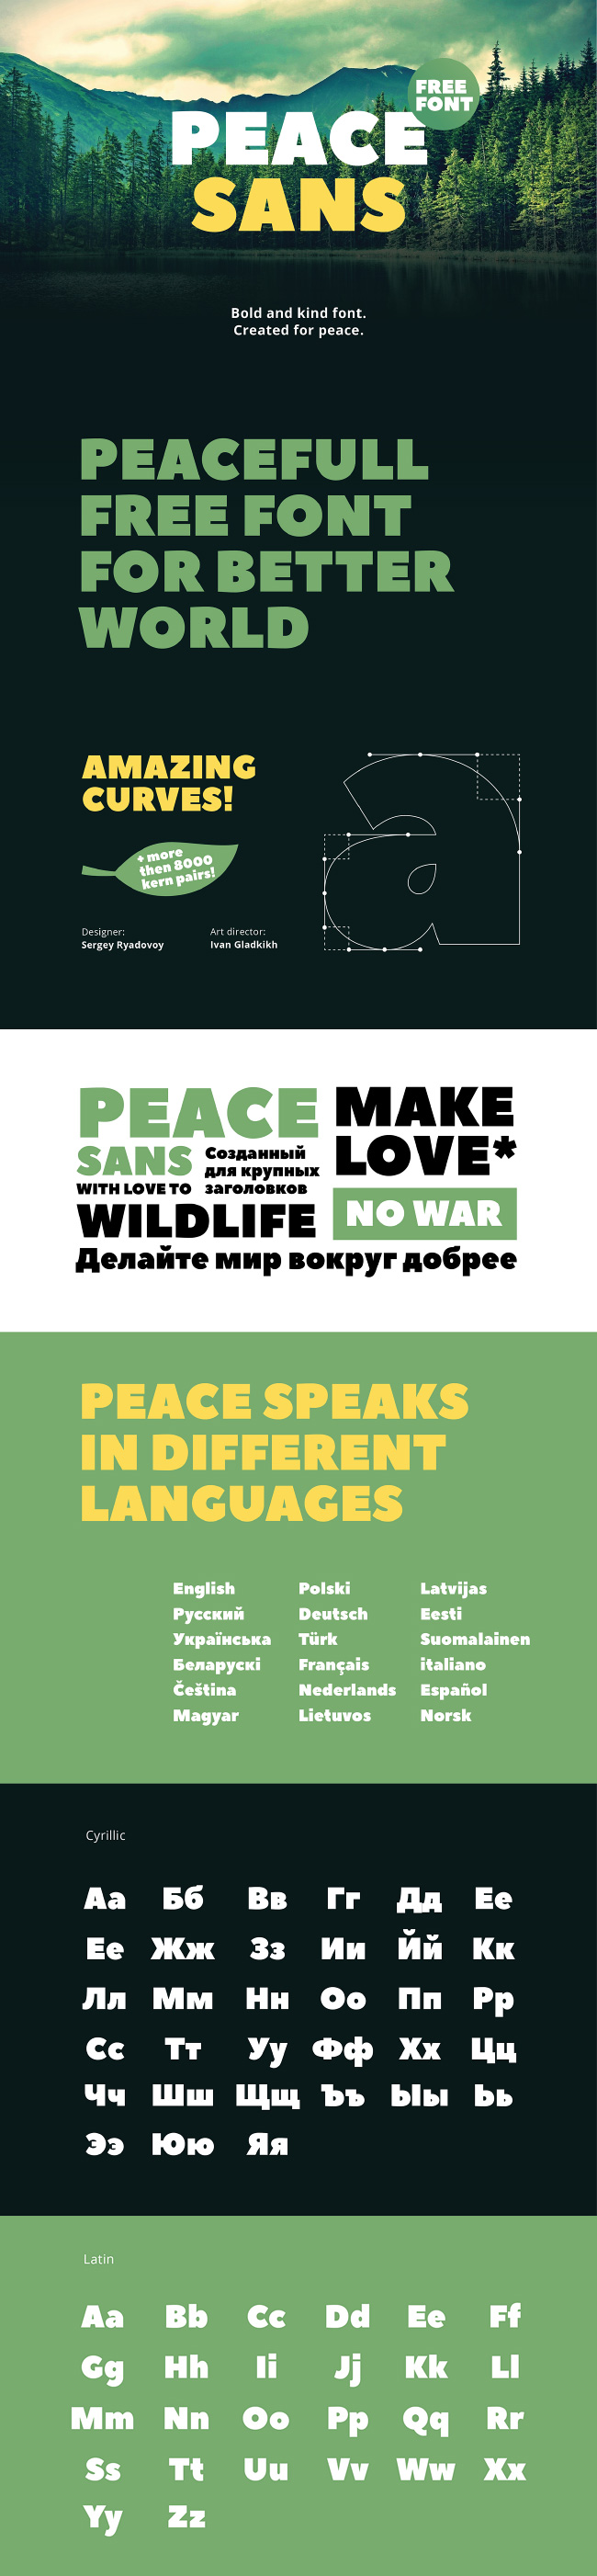 FREE
FONT
PEACE
SANS
Bold and kind font.
Created for peace.
PEACEFULL
FREE FONT
FOR BETTER
WORLD
AMAZING
CURVES!
+ more
then 8000
kern pairs!
Designer:
Sergey Ryadovoy
Art director:
Ivan Gladkikh
a
PEACE
SANS
WITH LOVE TO
Созданный
для крупных
заголовков
WILDLIFE
MAKE
LOVE*
NO WAR
Делайте мир вокруг добрее
PEACE SPEAKS
IN DIFFERENT
LANGUAGES
English Polski Latvijas
Русский Deutsch Eesti
Українська Türk Suomalainen
Беларускі Français italiano
Čeština Nederlands Español
Magyar Lietuvos Norsk
Cyrillic
Аа Бб Вв Гг Дд Ее
Ее Жж Зз Ии Йй Кк
Лл Мм Нн Оо Пп Рр
Сс Тт Уу Фф Хх Цц
Чч Шш Щщ Ъъ Ыы Ьь
Ээ Юю Яя
Latin
Aa Bb Cc Dd Ee Ff
Gg Hh Ii Jj Kk Ll
Mm Nn Oo Pp Qq Rr
Ss Tt Uu Vv Ww Xx
Yy Zz